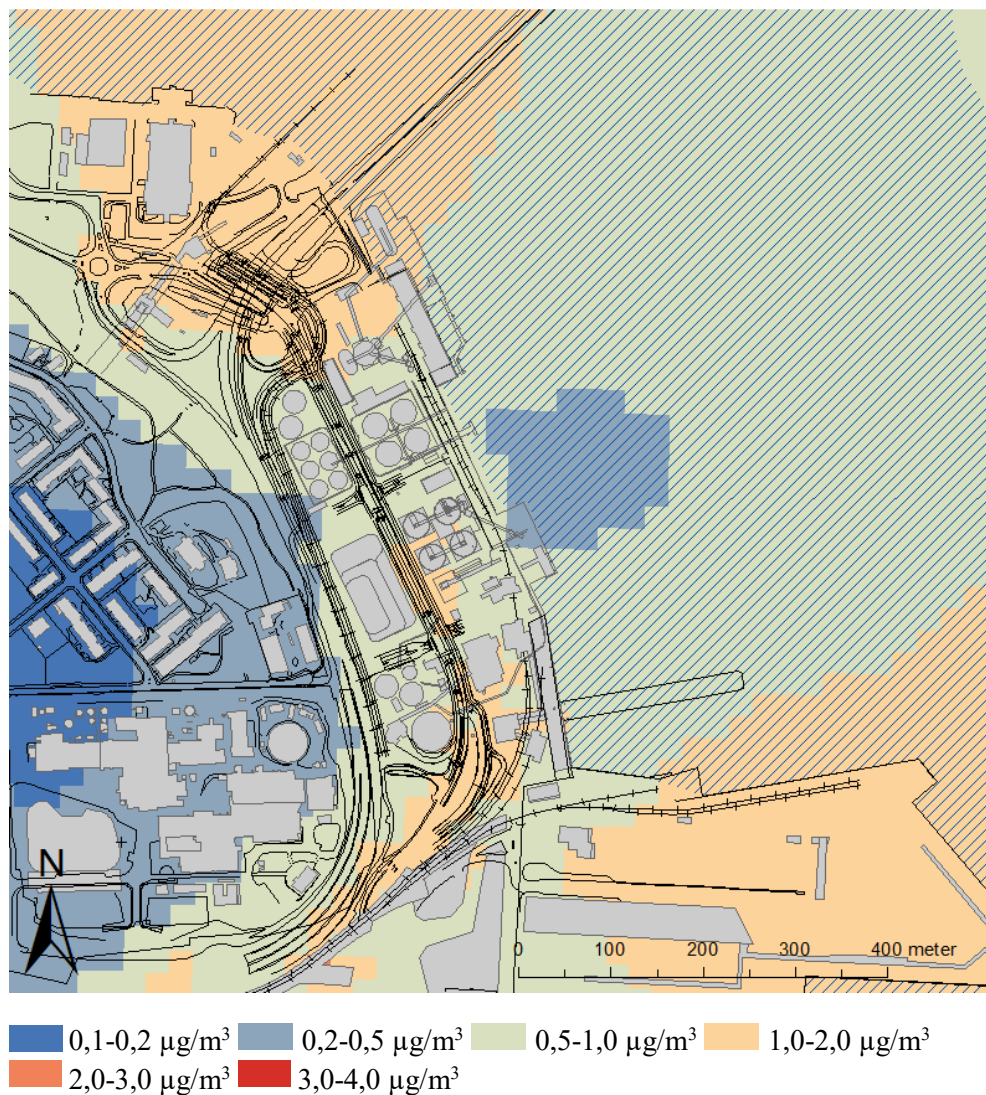 N
0 100 200 300 400 meter
0,1-0,2 µg/m³ 0,2-0,5 µg/m³ 0,5-1,0 µg/m³ 1,0-2,0 µg/m³
2,0-3,0 µg/m³ 3,0-4,0 µg/m³